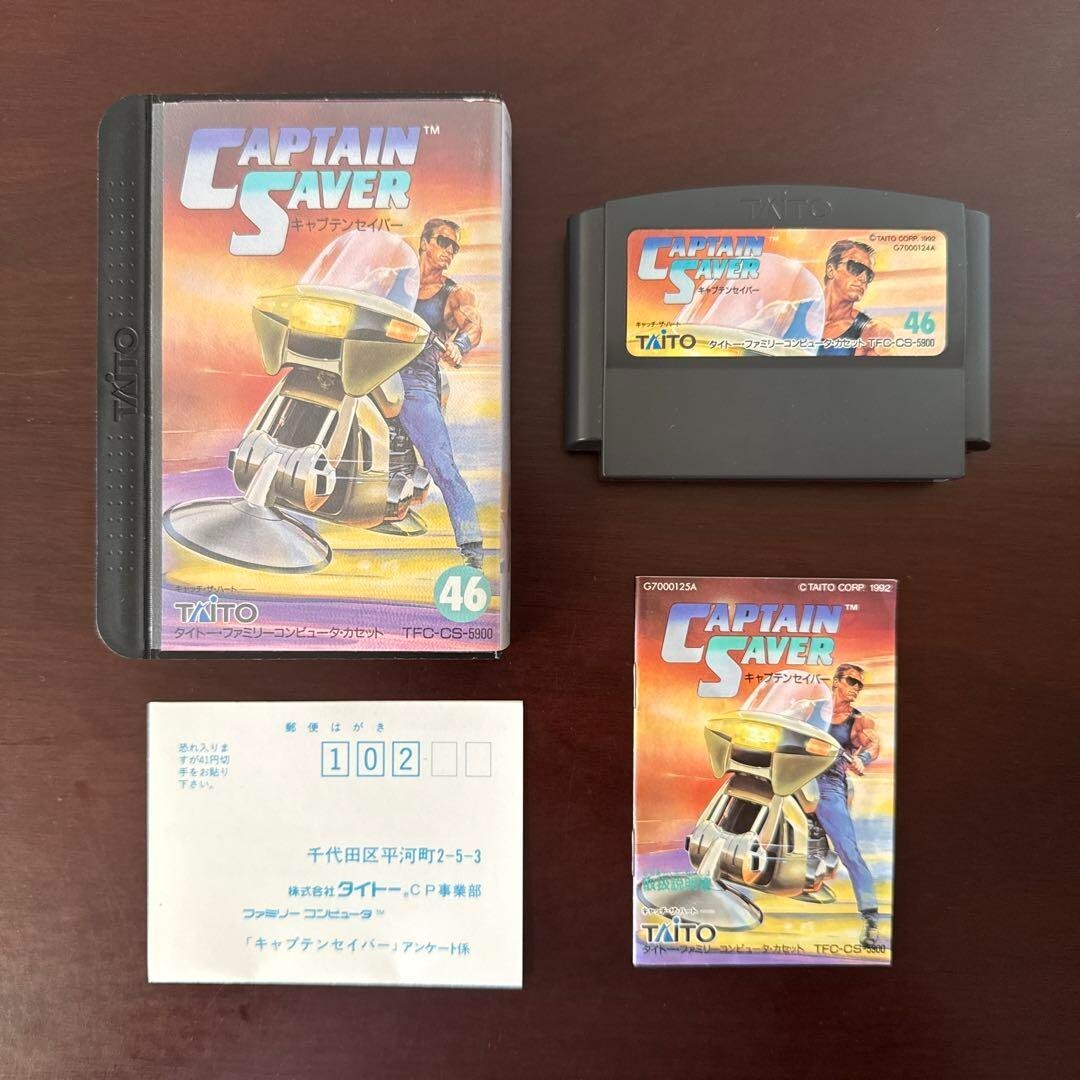 TAITO
CAPTAIN™
SAVER
キャプテンセイバー
46
キャッチ・ザ・ハート
TAITO
タイトー・ファミリーコンピュータ・カセット TFC-CS-5900
TAITO
CAPTAIN™
SAVER
キャプテンセイバー
©TAITO CORP. 1992
G7000124A
46
キャッチ・ザ・ハート
TAITO
タイトー・ファミリーコンピュータ・カセット TFC-CS-5900
郵便はがき
恐れ入りま
すが41円切
手をお貼り
下さい。
102-
千代田区平河町2-5-3
株式会社タイトー®CP事業部
ファミリーコンピュータ™
「キャプテンセイバー」アンケート係
G7000125A ©TAITO CORP. 1992
CAPTAIN™
SAVER
キャプテンセイバー
取扱説明書
キャッチ・ザ・ハート
TAITO
タイトー・ファミリーコンピュータ・カセット TFC-CS-5900